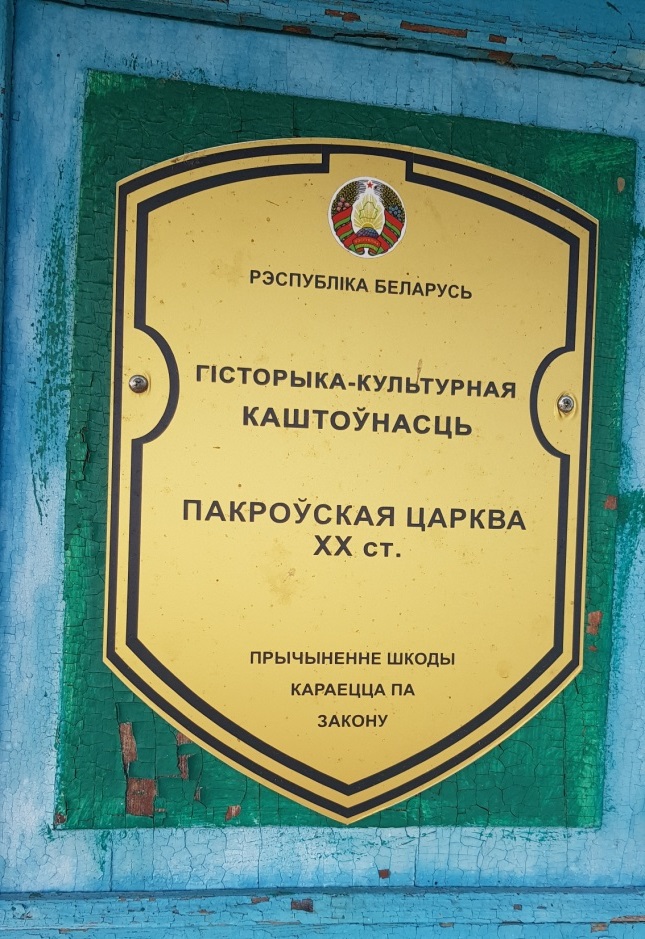 РЭСПУБЛІКА БЕЛАРУСЬ
ГІСТОРЫКА-КУЛЬТУРНАЯ
КАШТОЎНАСЦЬ
ПАКРОЎСКАЯ ЦАРКВА
XX ст.
ПРЫЧЫНЕННЕ ШКОДЫ
КАРАЕЦЦА ПА
ЗАКОНУ